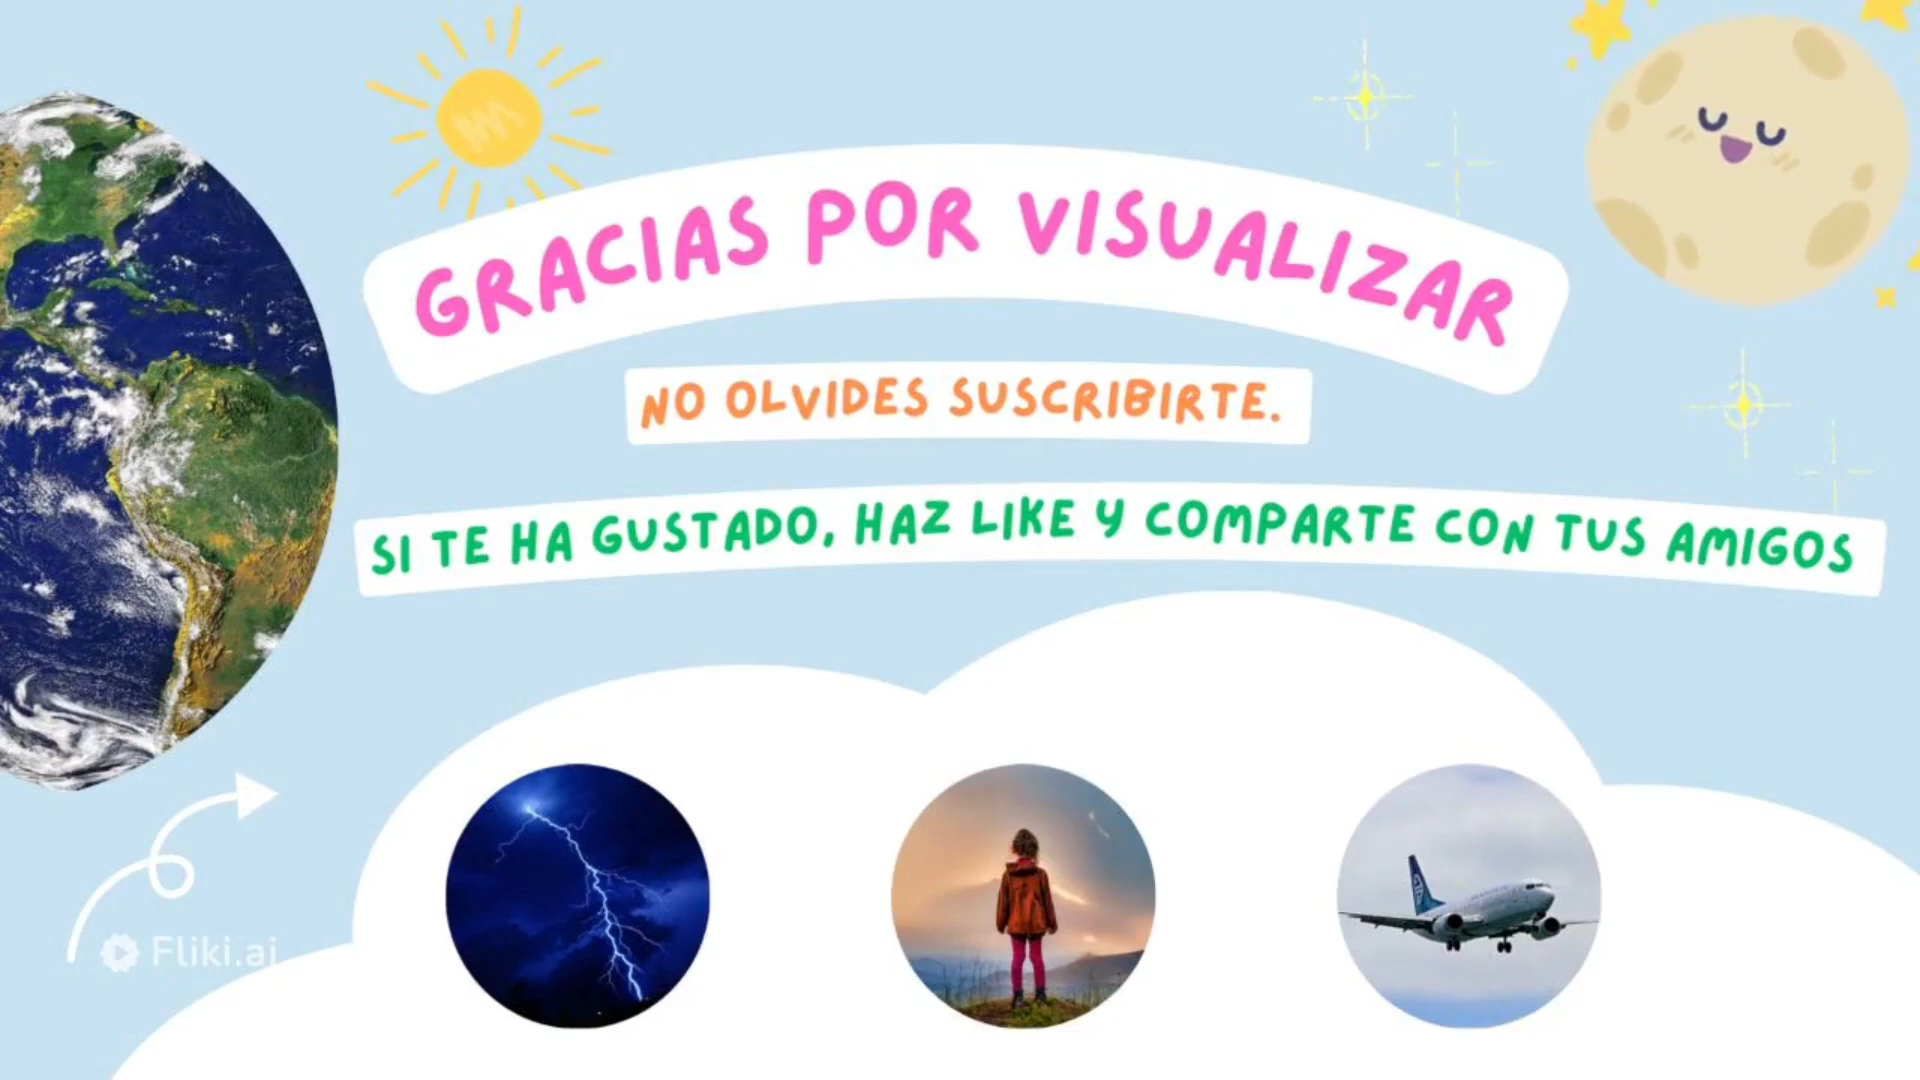 GRACIAS POR VISUALIZAR
NO OLVIDES SUSCRIBIRTE.
SI TE HA GUSTADO, HAZ LIKE Y COMPARTE CON TUS AMIGOS
Fliki.ai